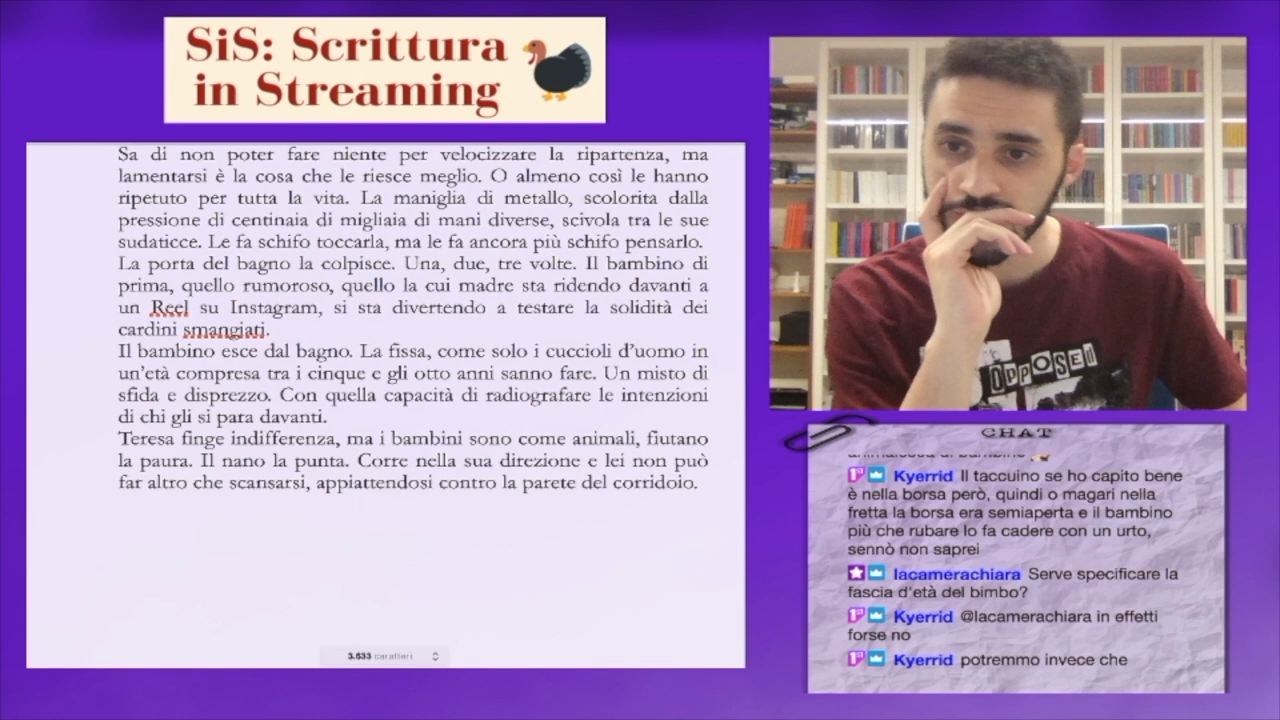 SiS: Scrittura
in Streaming
Sa di non poter fare niente per velocizzare la ripartenza, ma
lamentarsi è la cosa che le riesce meglio. O almeno così le hanno
ripetuto per tutta la vita. La maniglia di metallo, scolorita dalla
pressione di centinaia di migliaia di mani diverse, scivola tra le sue
sudaticce. Le fa schifo toccarla, ma le fa ancora più schifo pensarlo.
La porta del bagno la colpisce. Una, due, tre volte. Il bambino di
prima, quello rumoroso, quello la cui madre sta ridendo davanti a
un Reel su Instagram, si sta divertendo a testare la solidità dei
cardini smangiati.
Il bambino esce dal bagno. La fissa, come solo i cuccioli d'uomo in
un'età compresa tra i cinque e gli otto anni sanno fare. Un misto di
sfida e disprezzo. Con quella capacità di radiografare le intenzioni
di chi gli si para davanti.
Teresa finge indifferenza, ma i bambini sono come animali, fiutano
la paura. Il nano la punta. Corre nella sua direzione e lei non può
far altro che scansarsi, appiattendosi contro la parete del corridoio.
3.633 caratteri
OPPOSED
CHAT
Kyerrid Il taccuino se ho capito bene
è nella borsa però, quindi o magari nella
fretta la borsa era semiaperta e il bambino
più che rubare lo fa cadere con un urto,
sennò non saprei
lacamerachiara Serve specificare la
fascia d'età del bimbo?
Kyerrid @lacamerachiara in effetti
forse no
Kyerrid potremmo invece che